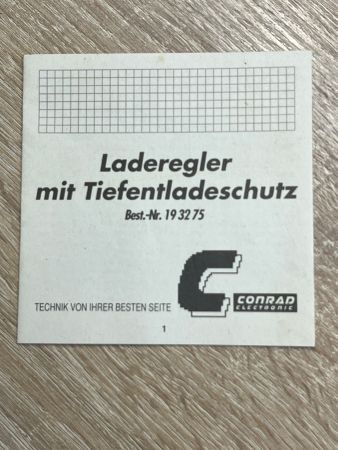 Laderegler
mit Tiefentladeschutz
Best.-Nr. 19 32 75
TECHNIK VON IHRER BESTEN SEITE
C CONRAD
ELECTRONIC
1